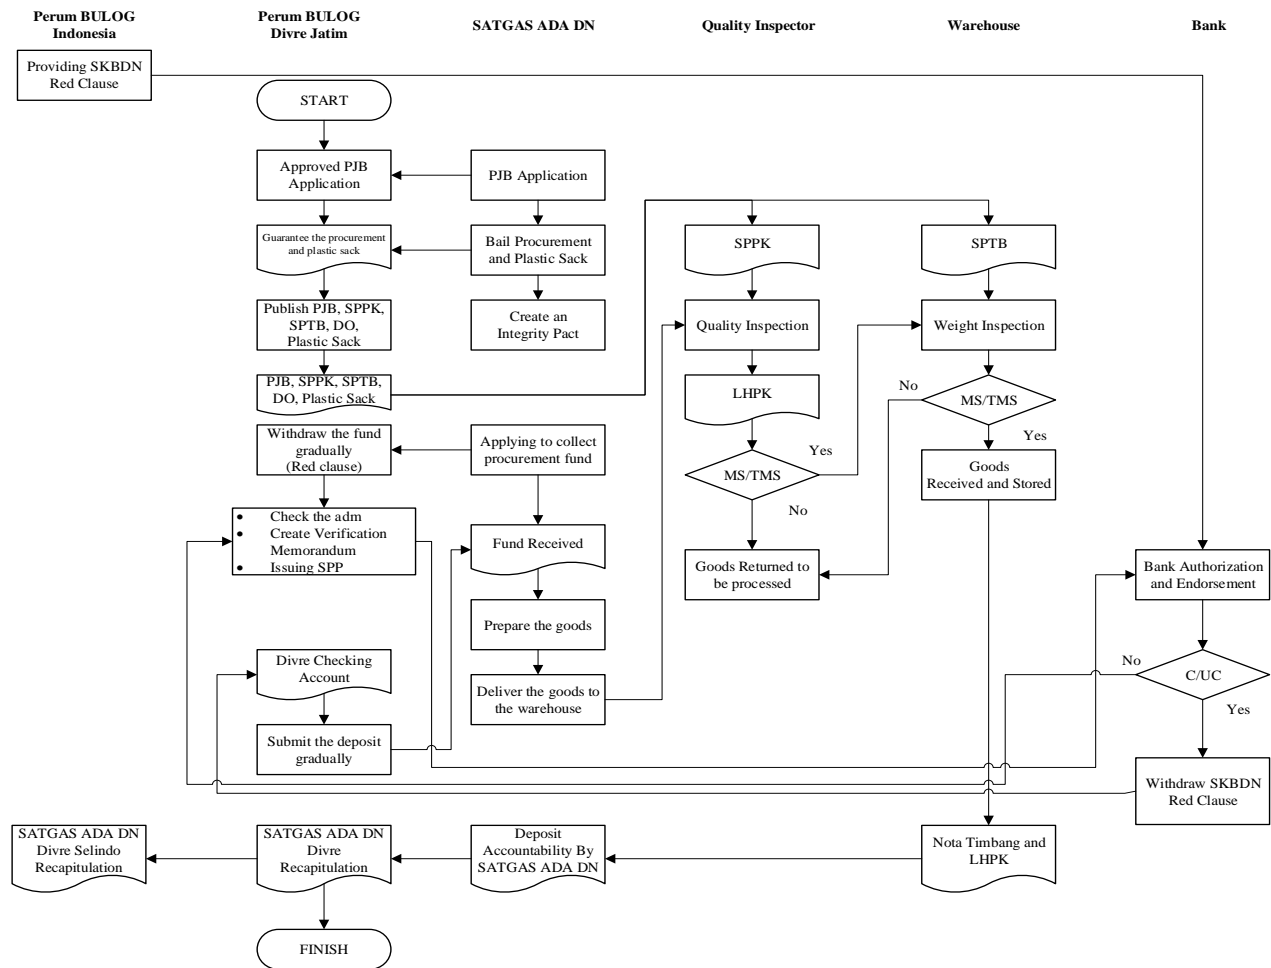 Perum BULOG
Indonesia
Perum BULOG
Divre Jatim
SATGAS ADA DN
Quality Inspector
Warehouse
Bank
Providing SKBDN
Red Clause
START
Approved PJB
Application
PJB Application
Guarantee the procurement
and plastic sack
Bail Procurement
and Plastic Sack
SPPK
SPTB
Publish PJB, SPPK,
SPTB, DO,
Plastic Sack
Create an
Integrity Pact
Quality Inspection
Weight Inspection
PJB, SPPK, SPTB,
DO, Plastic Sack
LHPK
No
MS/TMS
Yes
Withdraw the fund
gradually
(Red clause)
Applying to collect
procurement fund
Yes
MS/TMS
No
Goods
Received and Stored
• Check the adm
• Create Verification
Memorandum
• Issuing SPP
Fund Received
Goods Returned to
be processed
Bank Authorization
and Endorsement
Prepare the goods
Divre Checking
Account
Deliver the goods to
the warehouse
No
C/UC
Yes
Submit the deposit
gradually
Withdraw SKBDN
Red Clause
SATGAS ADA DN
Divre Selindo
Recapitulation
SATGAS ADA DN
Divre
Recapitulation
Deposit
Accountability By
SATGAS ADA DN
Nota Timbang and
LHPK
FINISH